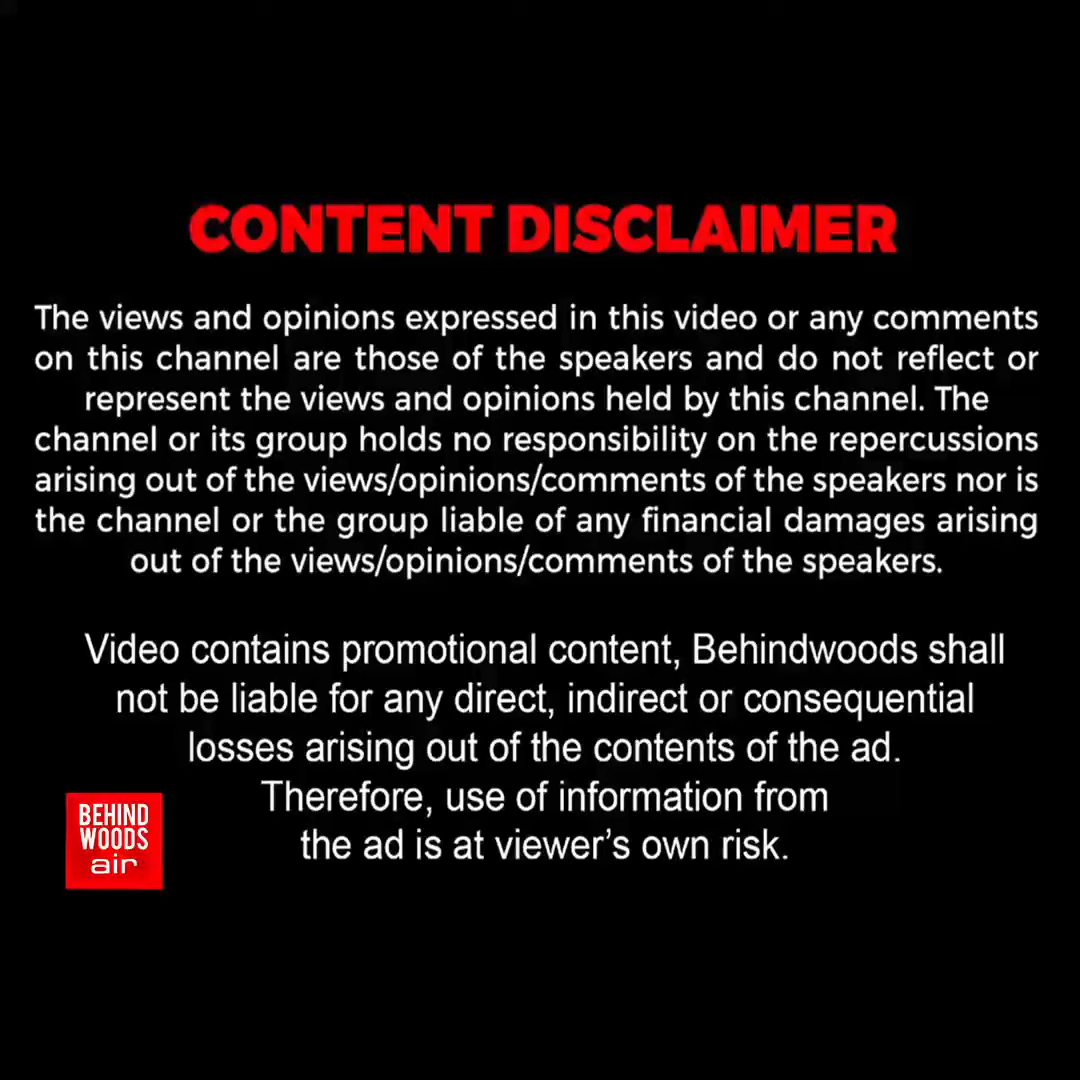 CONTENT DISCLAIMER
The views and opinions expressed in this video or any comments
on this channel are those of the speakers and do not reflect or
represent the views and opinions held by this channel. The
channel or its group holds no responsibility on the repercussions
arising out of the views/opinions/comments of the speakers nor is
the channel or the group liable of any financial damages arising
out of the views/opinions/comments of the speakers.
Video contains promotional content, Behindwoods shall
not be liable for any direct, indirect or consequential
losses arising out of the contents of the ad.
Therefore, use of information from
the ad is at viewer’s own risk.
BEHIND
WOODS
air